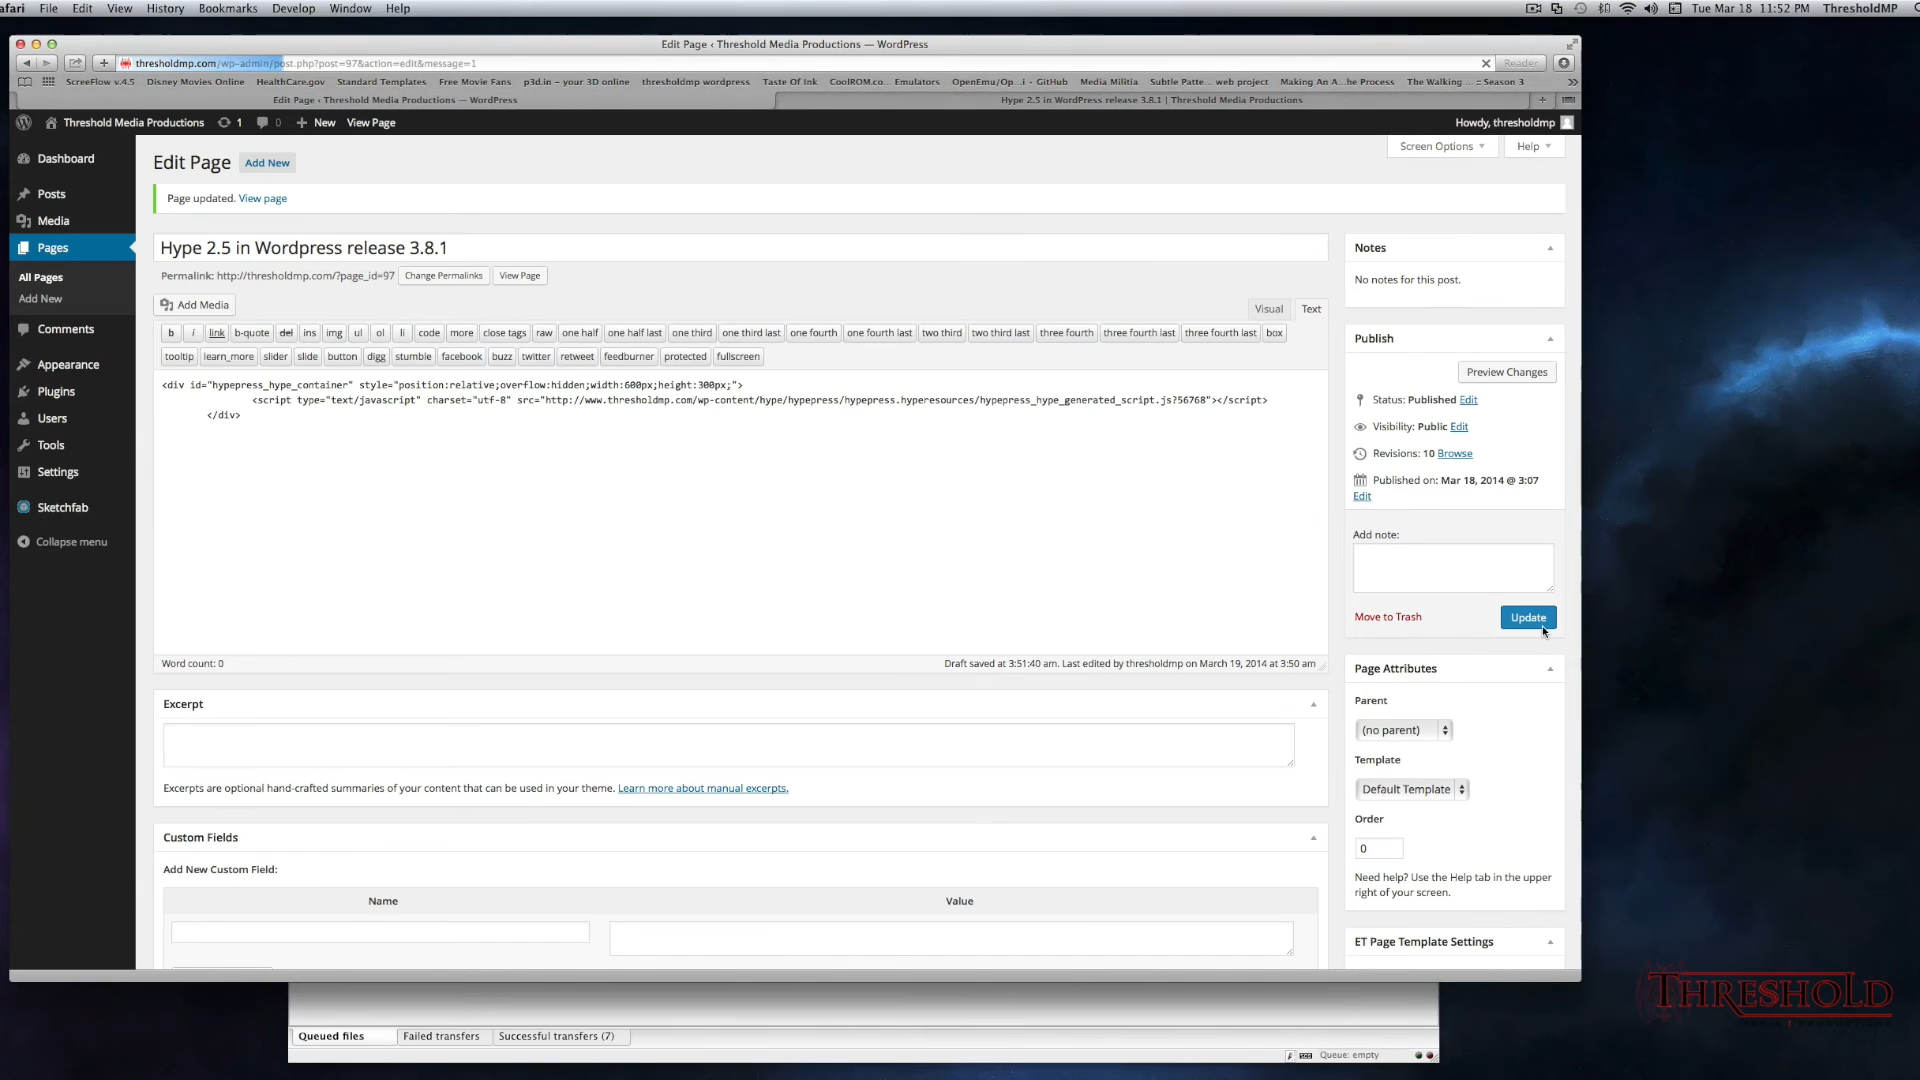 afari File Edit View History Bookmarks Develop Window Help
Tue Mar 18 11:52 PM ThresholdMP
Edit Page ‹ Threshold Media Productions — WordPress
thresholdmp.com/wp-admin/post.php?post=97&action=edit&message=1
Reader
ScreeFlow v.4.5 Disney Movies Online HealthCare.gov Standard Templates Free Movie Fans p3d.in – your 3D online thresholdmp wordpress Taste Of Ink CoolROM.co... Emulators OpenEmu/Op...i - GitHub Media Militia Subtle Patte... web project Making An A...he Process The Walking ... :: Season 3
Edit Page ‹ Threshold Media Productions — WordPress
Hype 2.5 in WordPress release 3.8.1 | Threshold Media Productions
Threshold Media Productions 1 0 + New View Page
Howdy, thresholdmp
Dashboard
Posts
Media
Pages
All Pages
Add New
Comments
Appearance
Plugins
Users
Tools
Settings
Sketchfab
Collapse menu
Screen Options
Help
Edit Page Add New
Page updated. View page
Hype 2.5 in Wordpress release 3.8.1
Permalink: http://thresholdmp.com/?page_id=97 Change Permalinks View Page
Add Media
Visual Text
b i link b-quote del ins img ul ol li code more close tags raw one half one half last one third one third last one fourth one fourth last two third two third last three fourth three fourth last three fourth last box
tooltip learn_more slider slide button digg stumble facebook buzz twitter retweet feedburner protected fullscreen
<div id="hypepress_hype_container" style="position:relative;overflow:hidden;width:600px;height:300px;">
<script type="text/javascript" charset="utf-8" src="http://www.thresholdmp.com/wp-content/hype/hypepress/hypepress.hyperesources/hypepress_hype_generated_script.js?56768"></script>
</div>
Word count: 0
Draft saved at 3:51:40 am. Last edited by thresholdmp on March 19, 2014 at 3:50 am
Excerpt
Excerpts are optional hand-crafted summaries of your content that can be used in your theme. Learn more about manual excerpts.
Custom Fields
Add New Custom Field:
Name Value
Notes
No notes for this post.
Publish
Preview Changes
Status: Published Edit
Visibility: Public Edit
Revisions: 10 Browse
Published on: Mar 18, 2014 @ 3:07
Edit
Add note:
Move to Trash Update
Page Attributes
Parent
(no parent)
Template
Default Template
Order
0
Need help? Use the Help tab in the upper
right of your screen.
ET Page Template Settings
Queued files Failed transfers Successful transfers (7)
Queue: empty
THRESHOLD